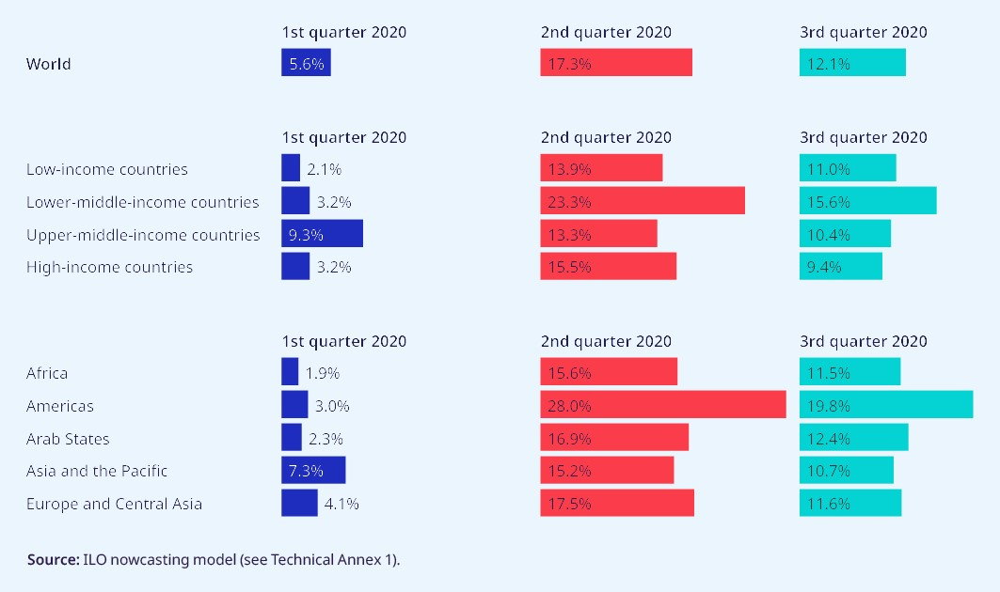 1st quarter 2020 2nd quarter 2020 3rd quarter 2020
World 5.6% 17.3% 12.1%
1st quarter 2020 2nd quarter 2020 3rd quarter 2020
Low-income countries 2.1% 13.9% 11.0%
Lower-middle-income countries 3.2% 23.3% 15.6%
Upper-middle-income countries 9.3% 13.3% 10.4%
High-income countries 3.2% 15.5% 9.4%
1st quarter 2020 2nd quarter 2020 3rd quarter 2020
Africa 1.9% 15.6% 11.5%
Americas 3.0% 28.0% 19.8%
Arab States 2.3% 16.9% 12.4%
Asia and the Pacific 7.3% 15.2% 10.7%
Europe and Central Asia 4.1% 17.5% 11.6%
Source: ILO nowcasting model (see Technical Annex 1).